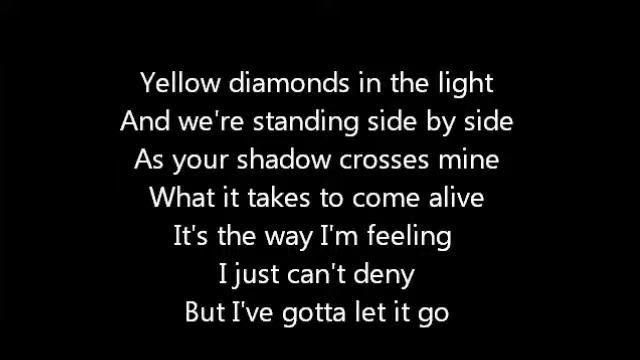 Yellow diamonds in the light
And we're standing side by side
As your shadow crosses mine
What it takes to come alive
It's the way I'm feeling
I just can't deny
But I've gotta let it go